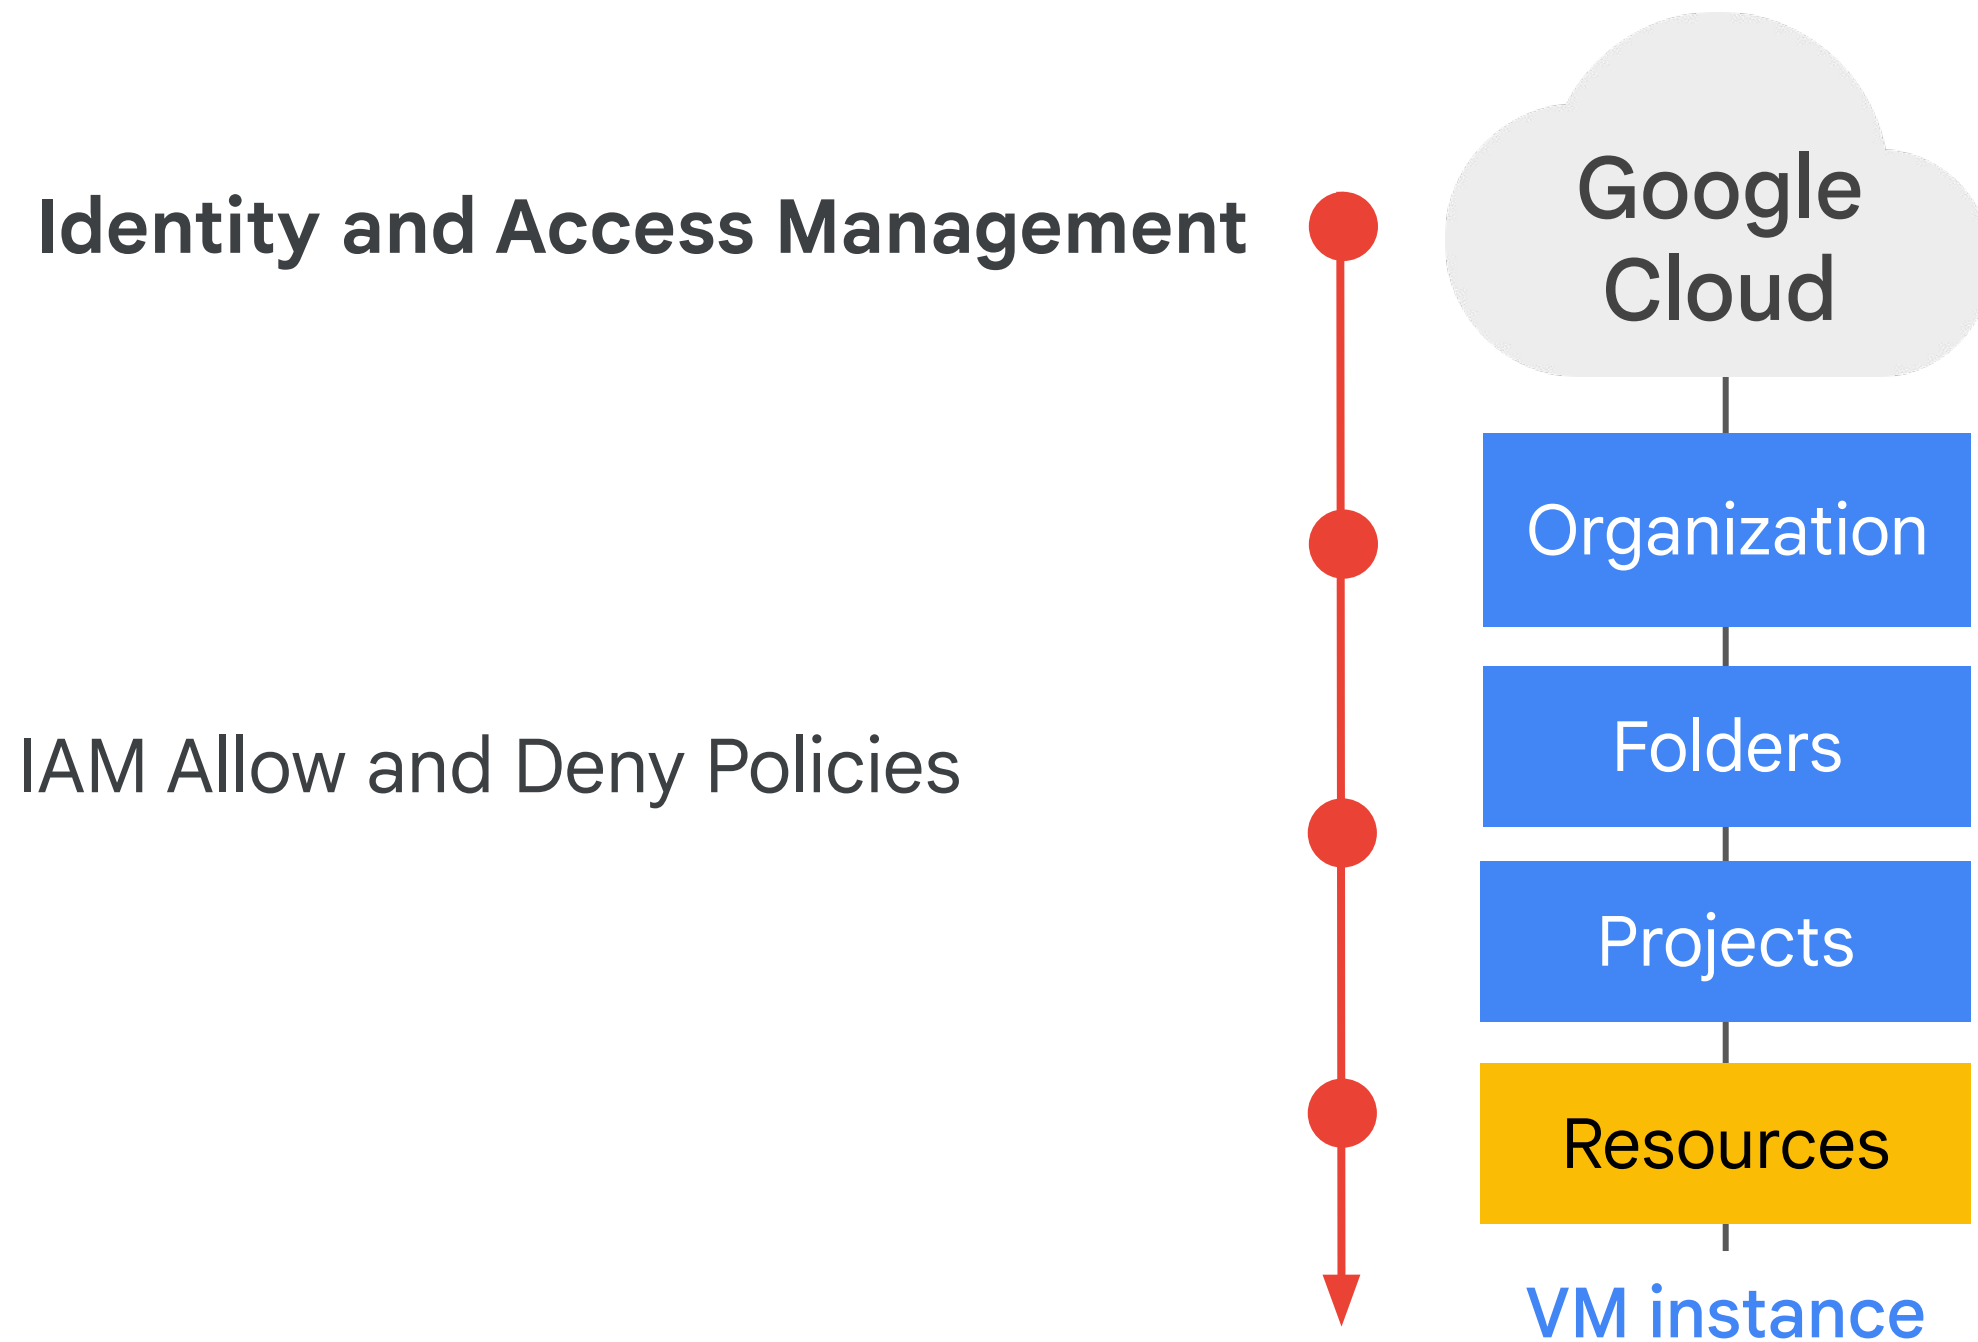 Google
Cloud
Identity and Access Management
Organization
Folders
IAM Allow and Deny Policies
Projects
Resources
VM instance